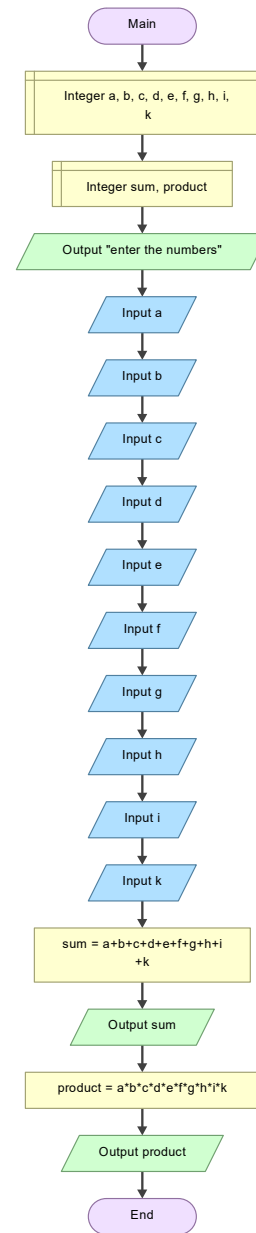 Main
Integer a, b, c, d, e, f, g, h, i,
k
Integer sum, product
Output "enter the numbers"
Input a
Input b
Input c
Input d
Input e
Input f
Input g
Input h
Input i
Input k
sum = a+b+c+d+e+f+g+h+i
+k
Output sum
product = a*b*c*d*e*f*g*h*i*k
Output product
End